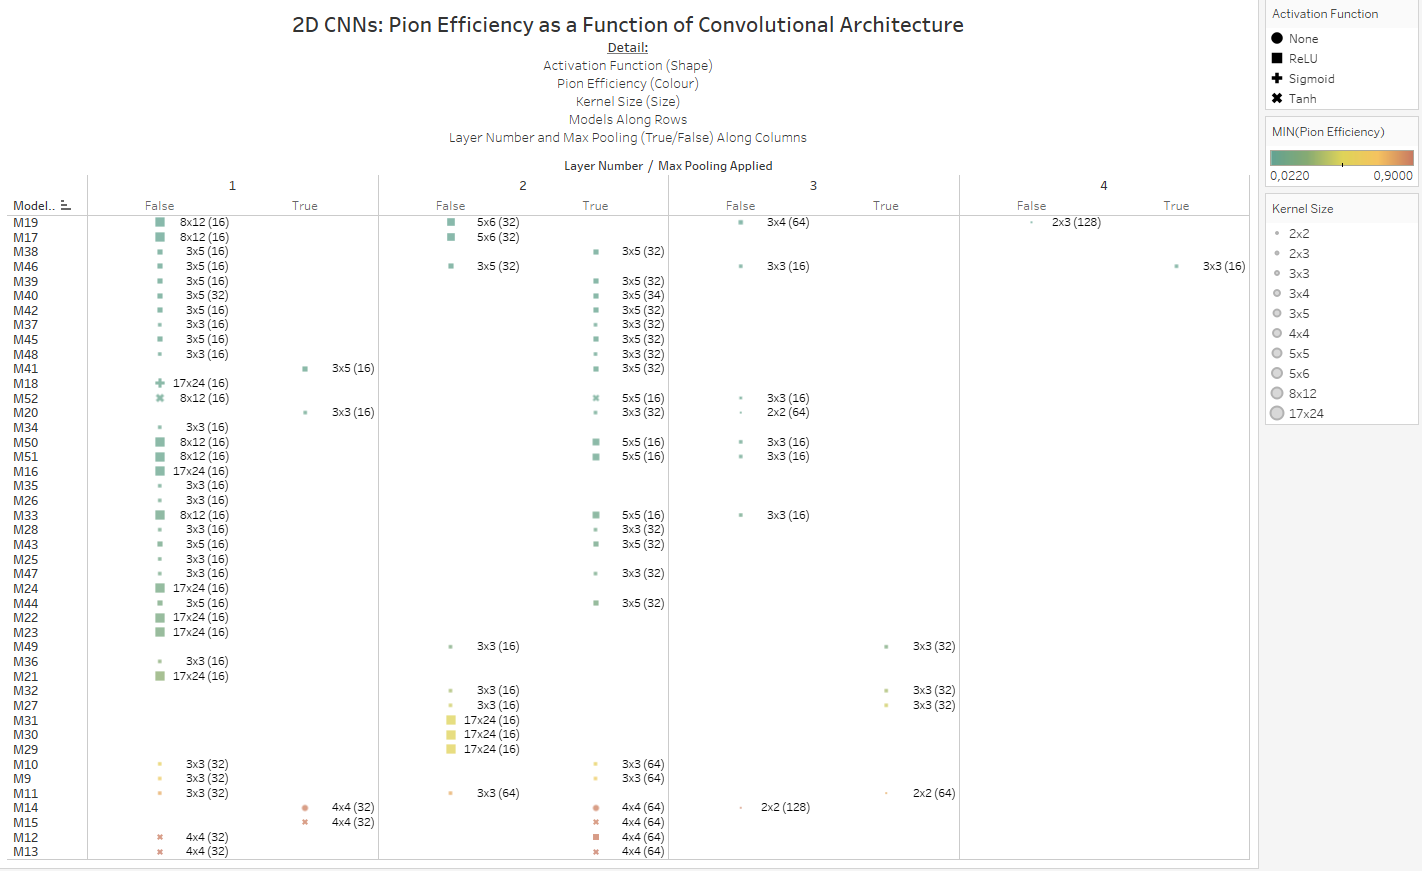 2D CNNs: Pion Efficiency as a Function of Convolutional Architecture
Detail:
Activation Function (Shape)
Pion Efficiency (Colour)
Kernel Size (Size)
Models Along Rows
Layer Number and Max Pooling (True/False) Along Columns
Layer Number / Max Pooling Applied
1 2 3 4
Model.. False True False True False True False True
M19 8x12 (16) 5x6 (32) 3x4 (64) 2x3 (128)
M17 8x12 (16) 5x6 (32)
M38 3x5 (16) 3x5 (32)
M46 3x5 (16) 3x5 (32) 3x3 (16) 3x3 (16)
M39 3x5 (16) 3x5 (32)
M40 3x5 (32) 3x5 (34)
M42 3x5 (16) 3x5 (32)
M37 3x3 (16) 3x3 (32)
M45 3x5 (16) 3x5 (32)
M48 3x3 (16) 3x3 (32)
M41 3x5 (16) 3x5 (32)
M18 17x24 (16)
M52 8x12 (16) 5x5 (16) 3x3 (16)
M20 3x3 (16) 3x3 (32) 2x2 (64)
M34 3x3 (16)
M50 8x12 (16) 5x5 (16) 3x3 (16)
M51 8x12 (16) 5x5 (16) 3x3 (16)
M16 17x24 (16)
M35 3x3 (16)
M26 3x3 (16)
M33 8x12 (16) 5x5 (16) 3x3 (16)
M28 3x3 (16) 3x3 (32)
M43 3x5 (16) 3x5 (32)
M25 3x3 (16)
M47 3x3 (16) 3x3 (32)
M24 17x24 (16)
M44 3x5 (16) 3x5 (32)
M22 17x24 (16)
M23 17x24 (16)
M49 3x3 (16) 3x3 (32)
M36 3x3 (16)
M21 17x24 (16)
M32 3x3 (16) 3x3 (32)
M27 3x3 (16) 3x3 (32)
M31 17x24 (16)
M30 17x24 (16)
M29 17x24 (16)
M10 3x3 (32) 3x3 (64)
M9 3x3 (32) 3x3 (64)
M11 3x3 (32) 3x3 (64) 2x2 (64)
M14 4x4 (32) 4x4 (64) 2x2 (128)
M15 4x4 (32) 4x4 (64)
M12 4x4 (32) 4x4 (64)
M13 4x4 (32) 4x4 (64)
Activation Function
None
ReLU
Sigmoid
Tanh
MIN(Pion Efficiency)
0,0220 0,9000
Kernel Size
2x2
2x3
3x3
3x4
3x5
4x4
5x5
5x6
8x12
17x24